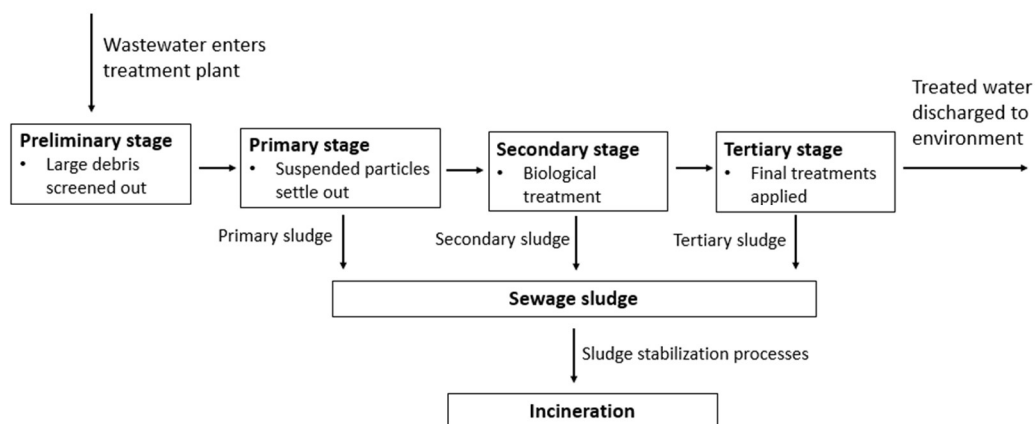 Wastewater enters
treatment plant
Preliminary stage
• Large debris
screened out
Primary stage
• Suspended particles
settle out
Secondary stage
• Biological
treatment
Tertiary stage
• Final treatments
applied
Treated water
discharged to
environment
Primary sludge
Secondary sludge
Tertiary sludge
Sewage sludge
Sludge stabilization processes
Incineration